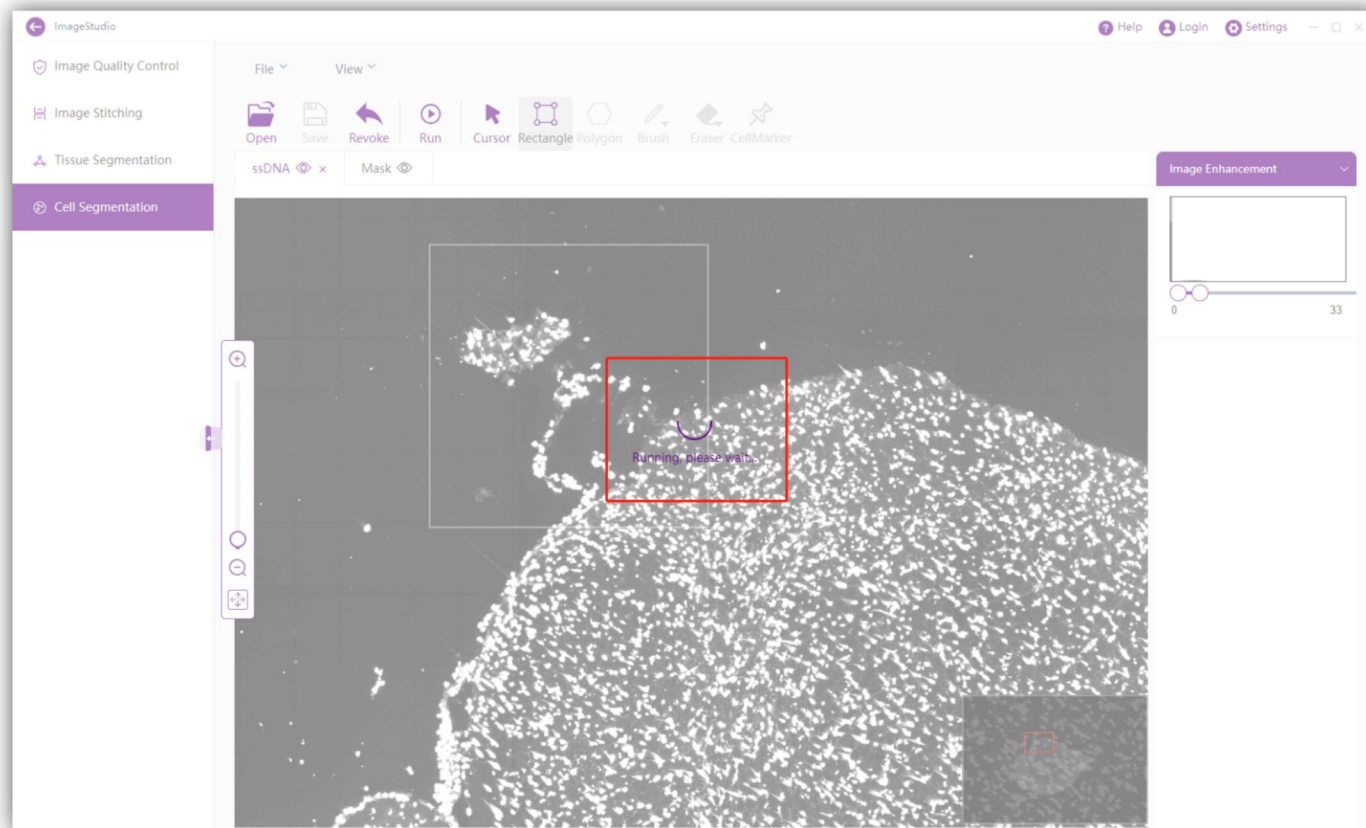 ImageStudio
Help Login Settings
Image Quality Control
Image Stitching
Tissue Segmentation
Cell Segmentation
File View
Open Save Revoke Run Cursor Rectangle Polygon Brush Eraser CellMarker
ssDNA × Mask
Image Enhancement
0 33
Running, please wait...